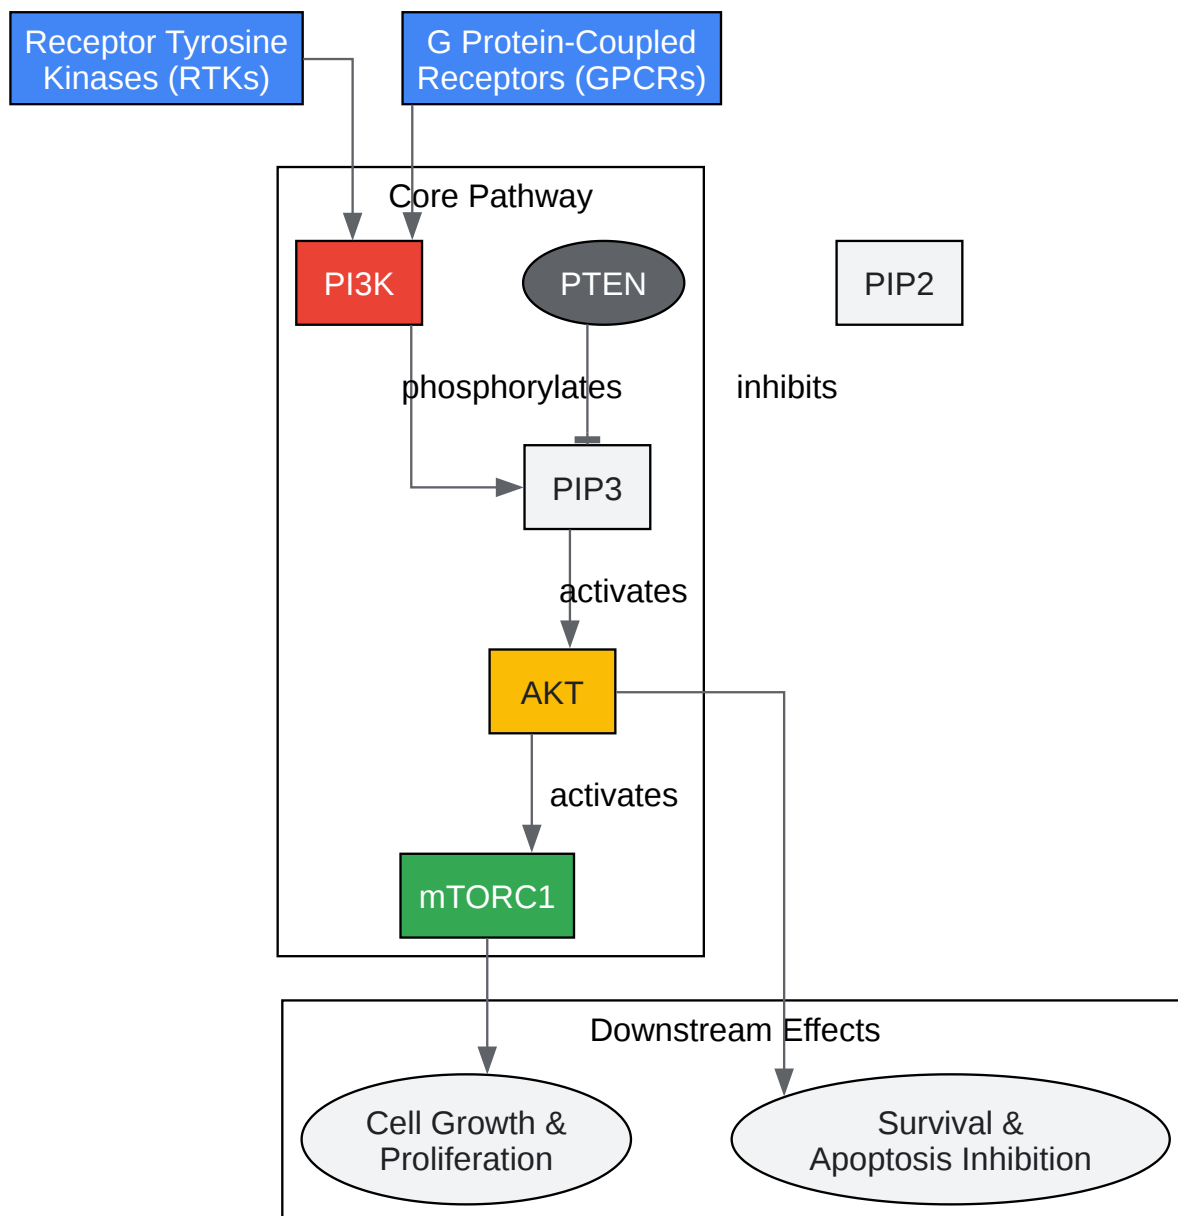 Receptor Tyrosine
Kinases (RTKs)
G Protein-Coupled
Receptors (GPCRs)
Core Pathway
PI3K
PTEN
PIP2
phosphorylates
inhibits
PIP3
activates
AKT
activates
mTORC1
Downstream Effects
Cell Growth &
Proliferation
Survival &
Apoptosis Inhibition